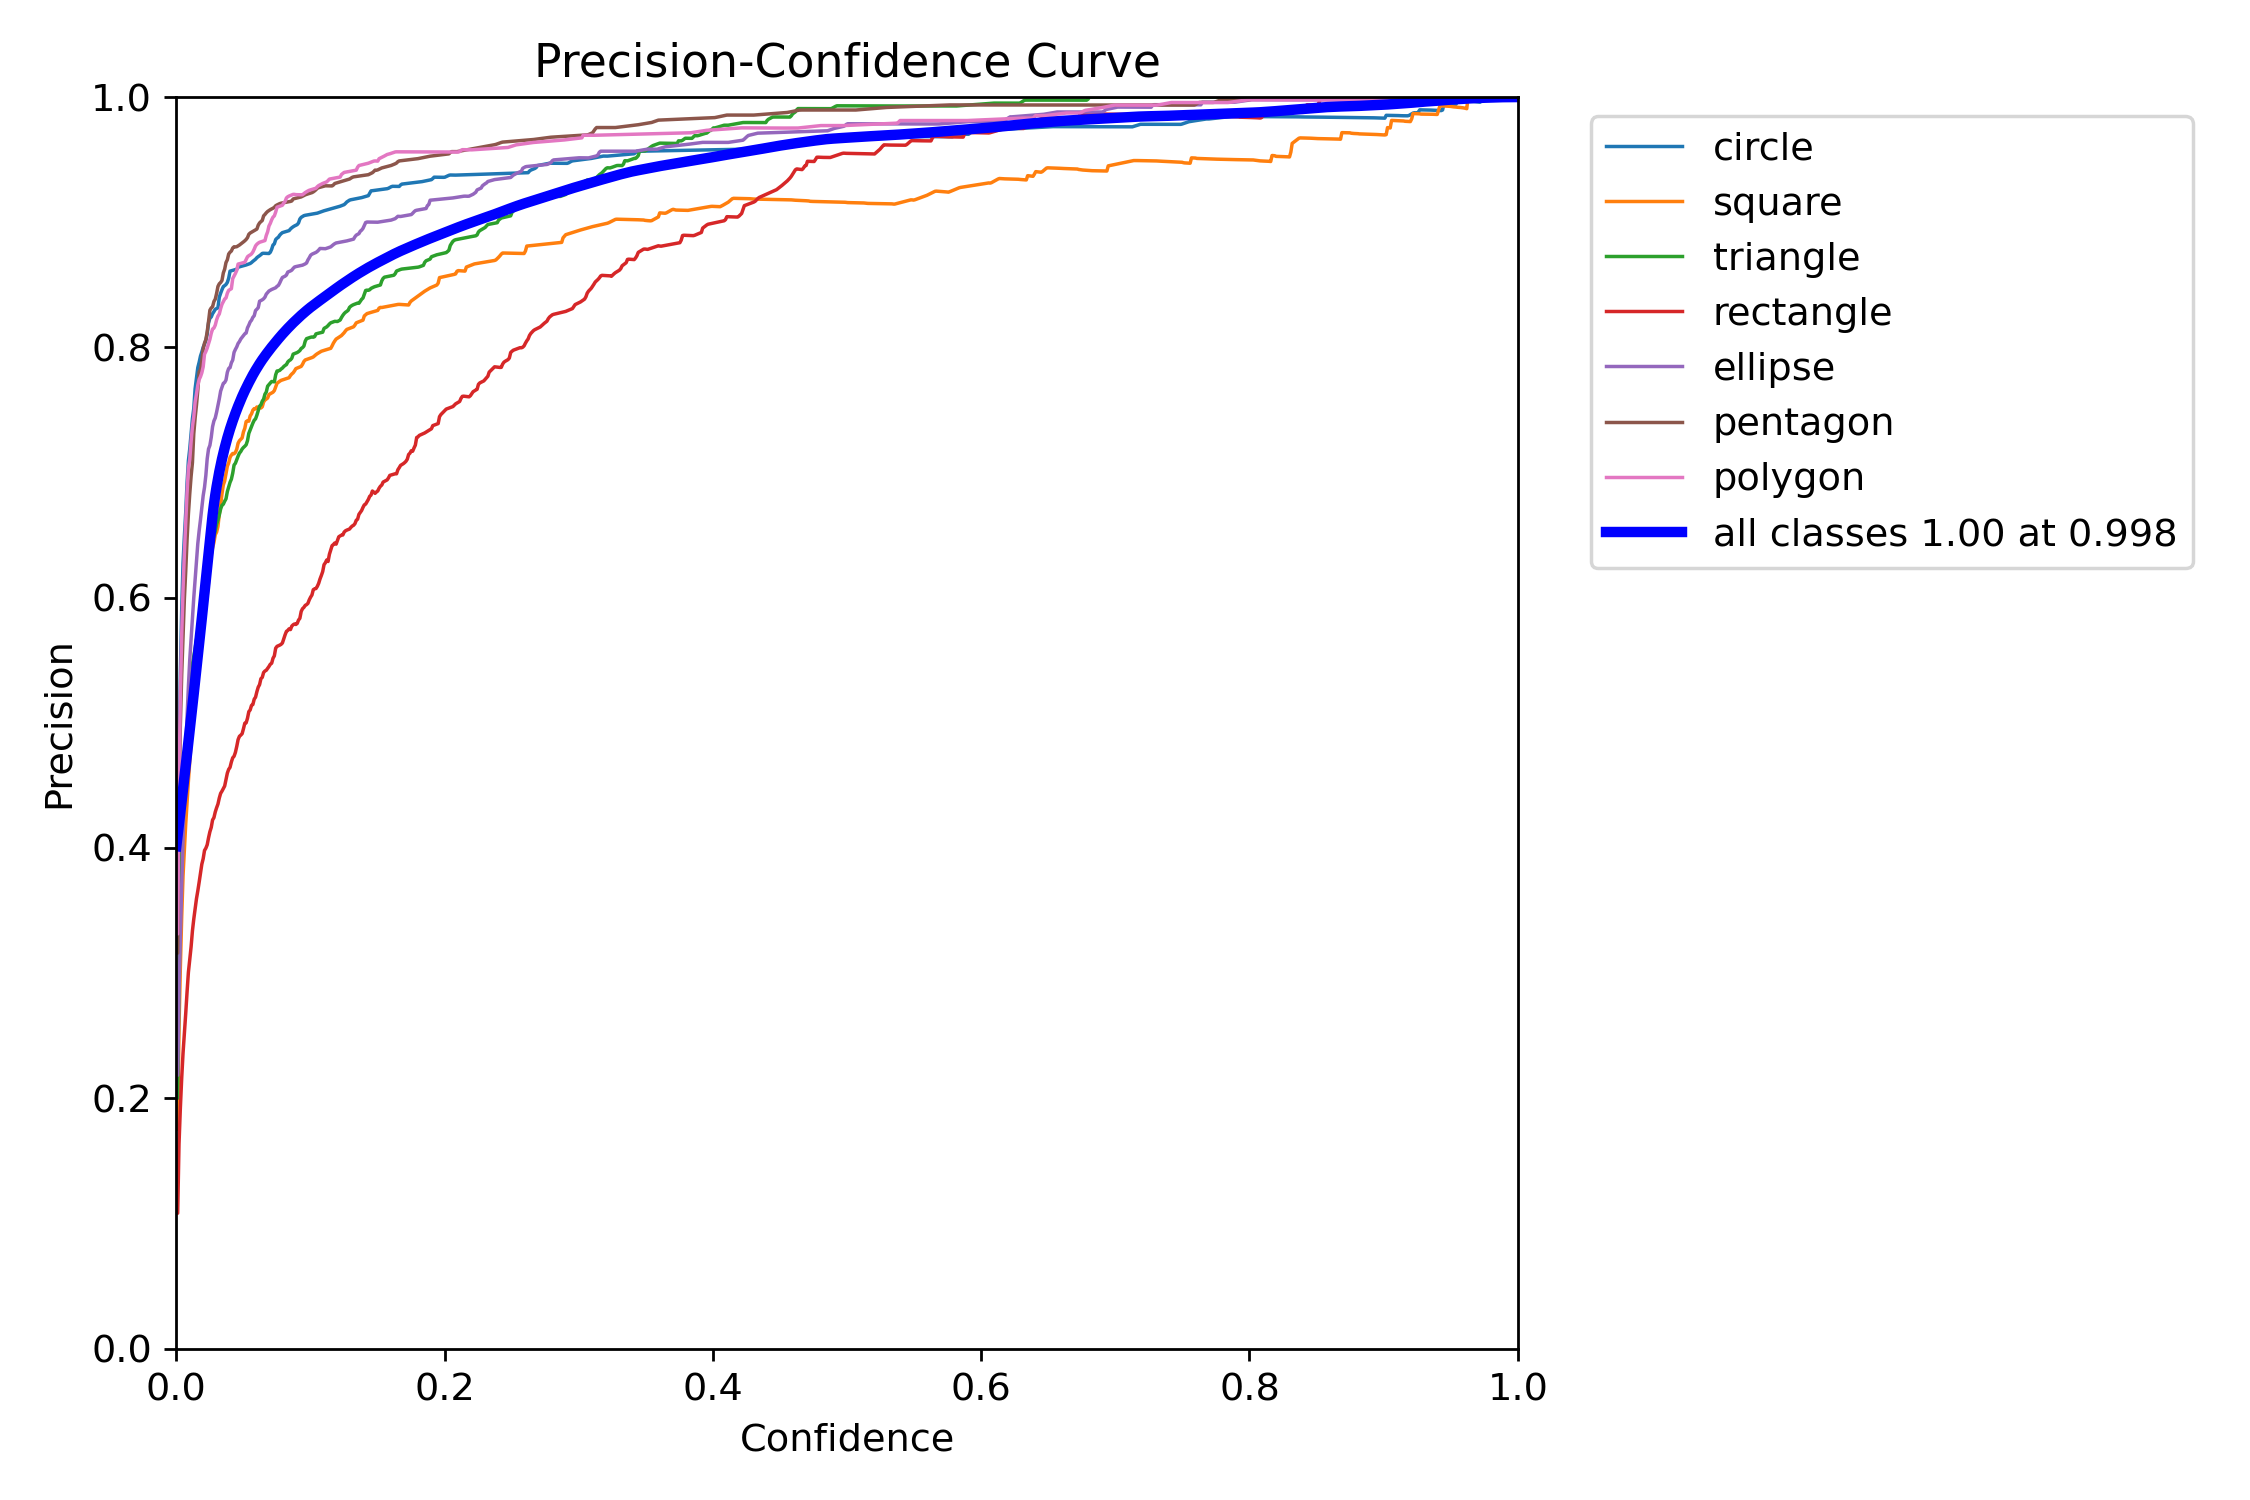 Precision-Confidence Curve
1.0
0.8
0.6
0.4
0.2
0.0
Precision
0.0 0.2 0.4 0.6 0.8 1.0
Confidence
circle
square
triangle
rectangle
ellipse
pentagon
polygon
all classes 1.00 at 0.998